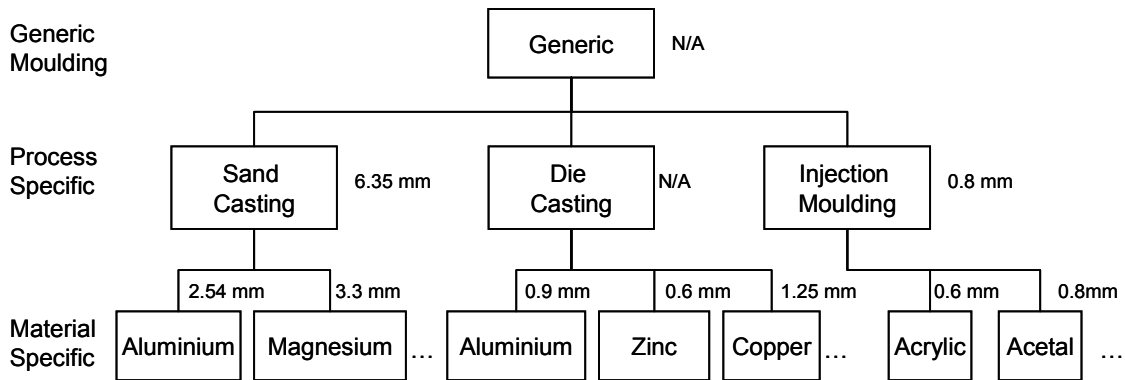 Generic
Moulding
Generic
N/A
Process
Specific
Sand
Casting
6.35 mm
Die
Casting
N/A
Injection
Moulding
0.8 mm
2.54 mm
3.3 mm
0.9 mm
0.6 mm
1.25 mm
0.6 mm
0.8mm
Material
Specific
Aluminium
Magnesium
...
Aluminium
Zinc
Copper
...
Acrylic
Acetal
...